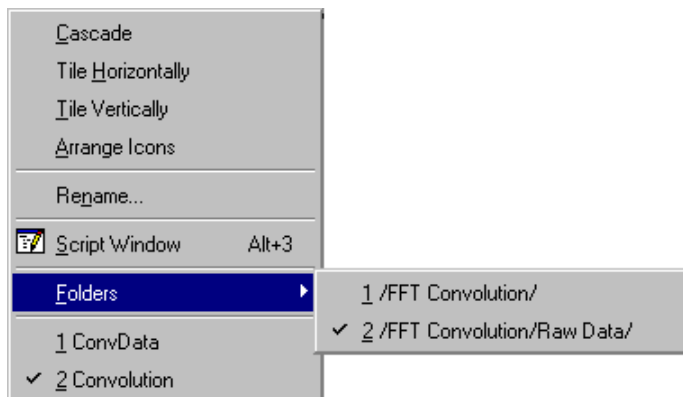 Cascade
Tile Horizontally
Tile Vertically
Arrange Icons
Rename...
Script Window Alt+3
Folders
1 /FFT Convolution/
2 /FFT Convolution/Raw Data/
1 ConvData
2 Convolution